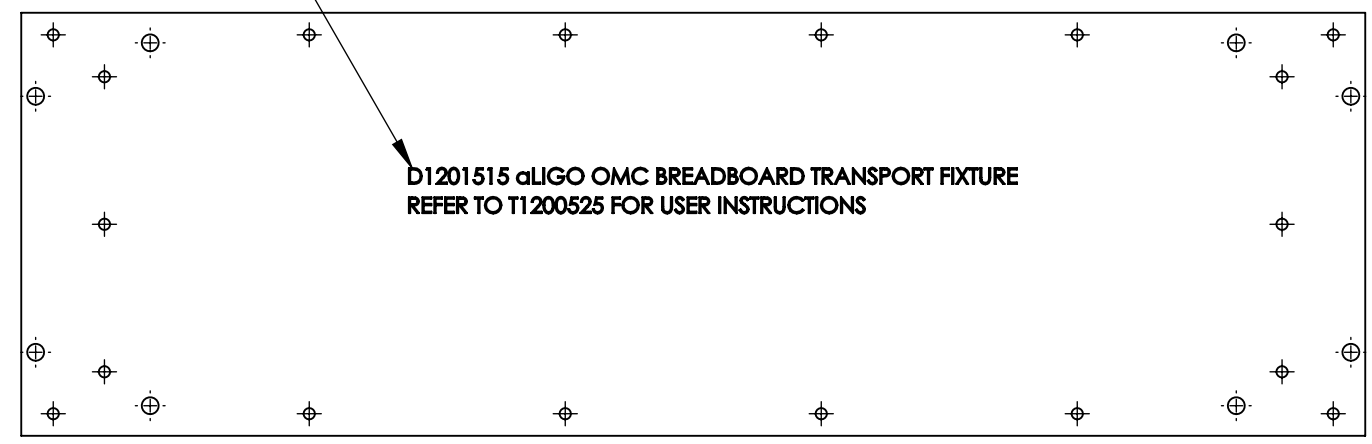 D1201515 aLIGO OMC BREADBOARD TRANSPORT FIXTURE
REFER TO T1200525 FOR USER INSTRUCTIONS